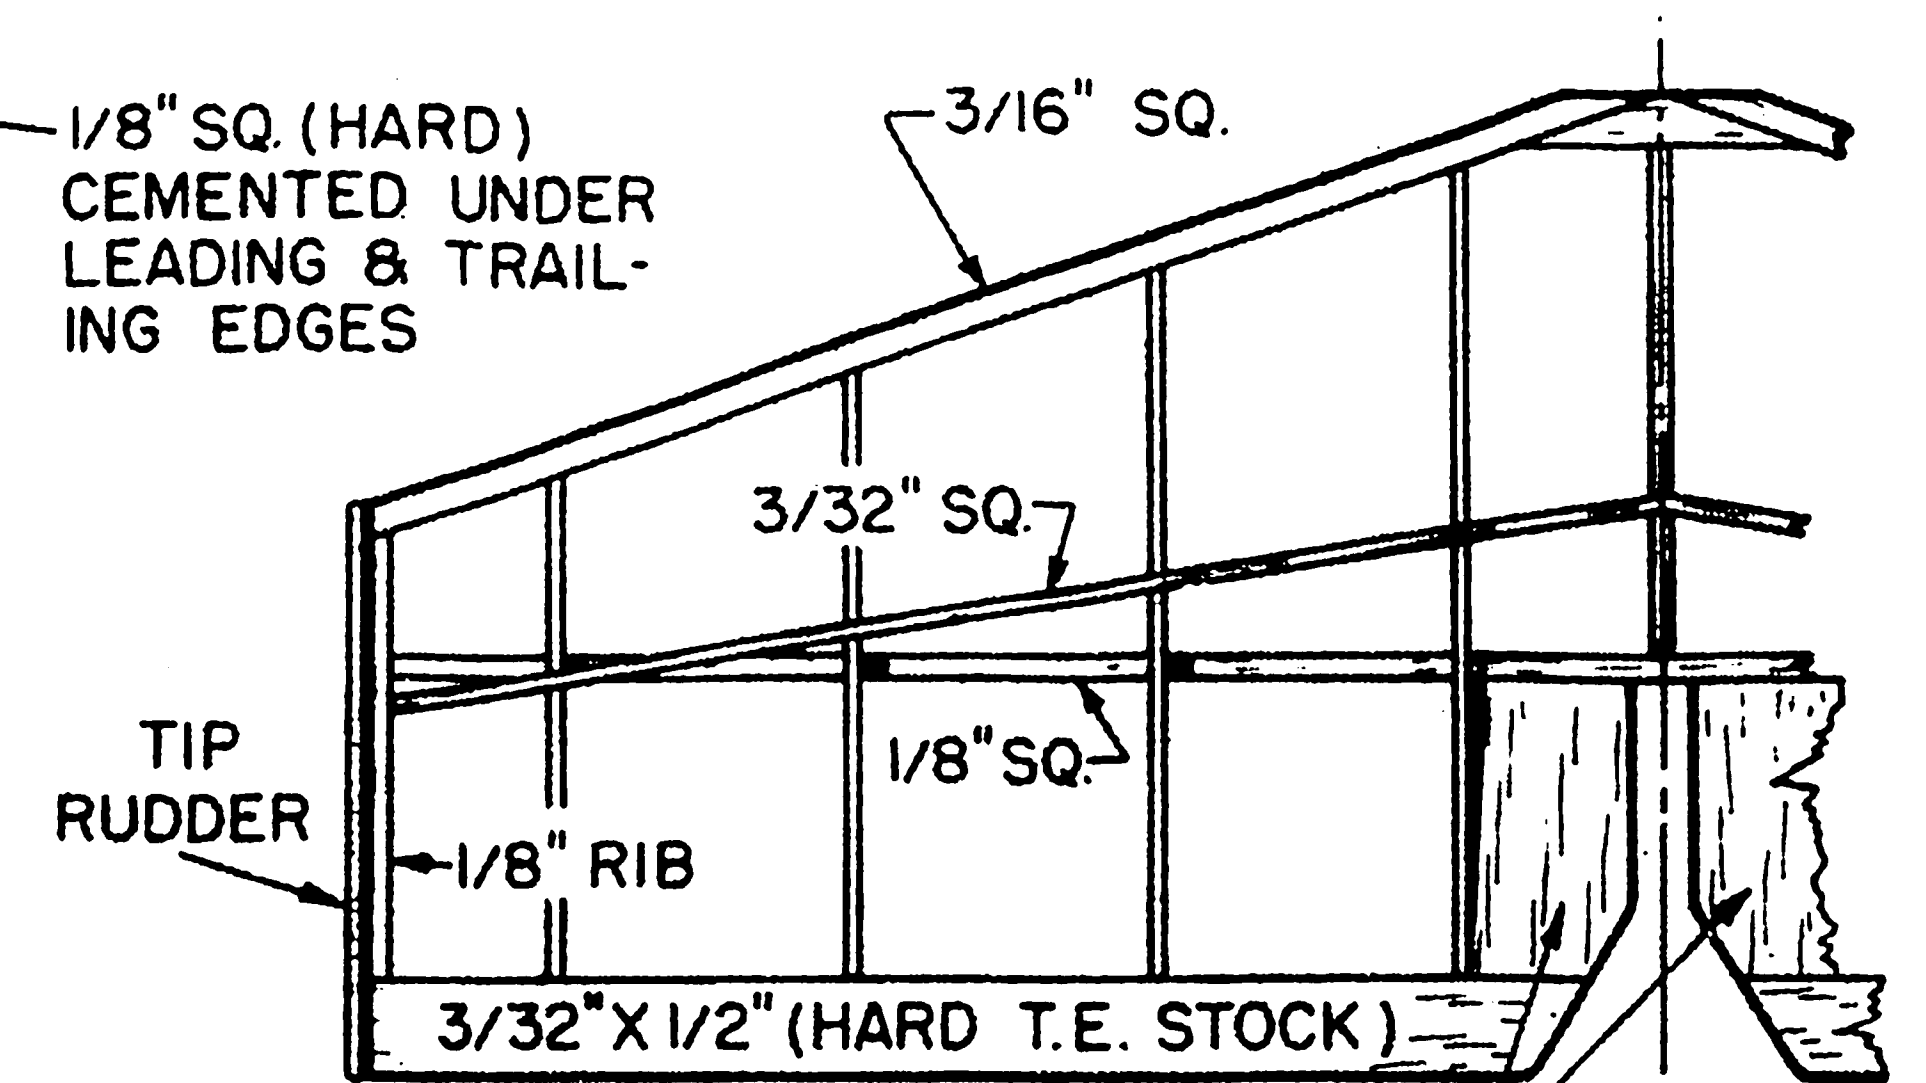 1/8" SQ. (HARD)
CEMENTED UNDER
LEADING & TRAIL-
ING EDGES
3/16" SQ.
3/32" SQ.
1/8" SQ.
TIP
RUDDER
1/8" RIB
3/32" X 1/2" (HARD T.E. STOCK)